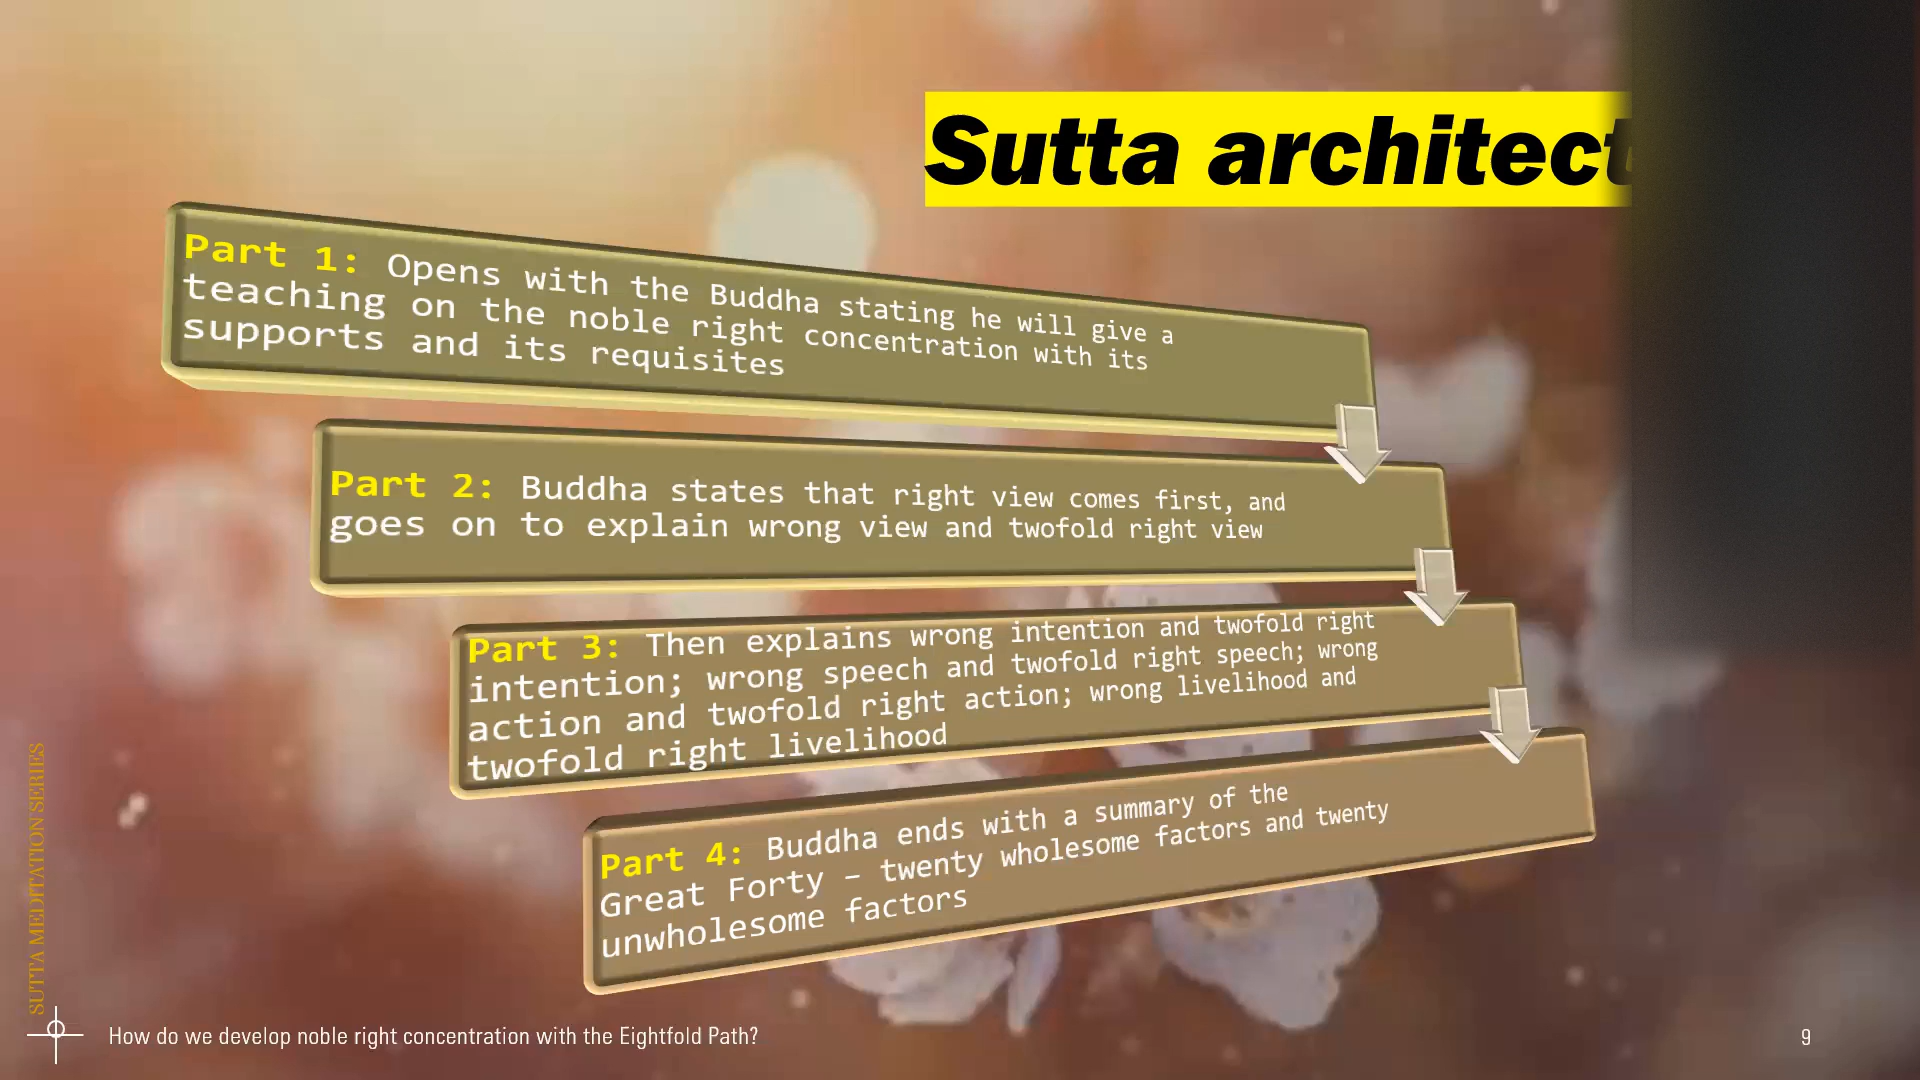 Sutta architect
Part 1: Opens with the Buddha stating he will give a
teaching on the noble right concentration with its
supports and its requisites
Part 2: Buddha states that right view comes first, and
goes on to explain wrong view and twofold right view
Part 3: Then explains wrong intention and twofold right
intention; wrong speech and twofold right speech; wrong
action and twofold right action; wrong livelihood and
twofold right livelihood
Part 4: Buddha ends with a summary of the
Great Forty – twenty wholesome factors and twenty
unwholesome factors
SUTTA MEDITATION SERIES
How do we develop noble right concentration with the Eightfold Path?
9